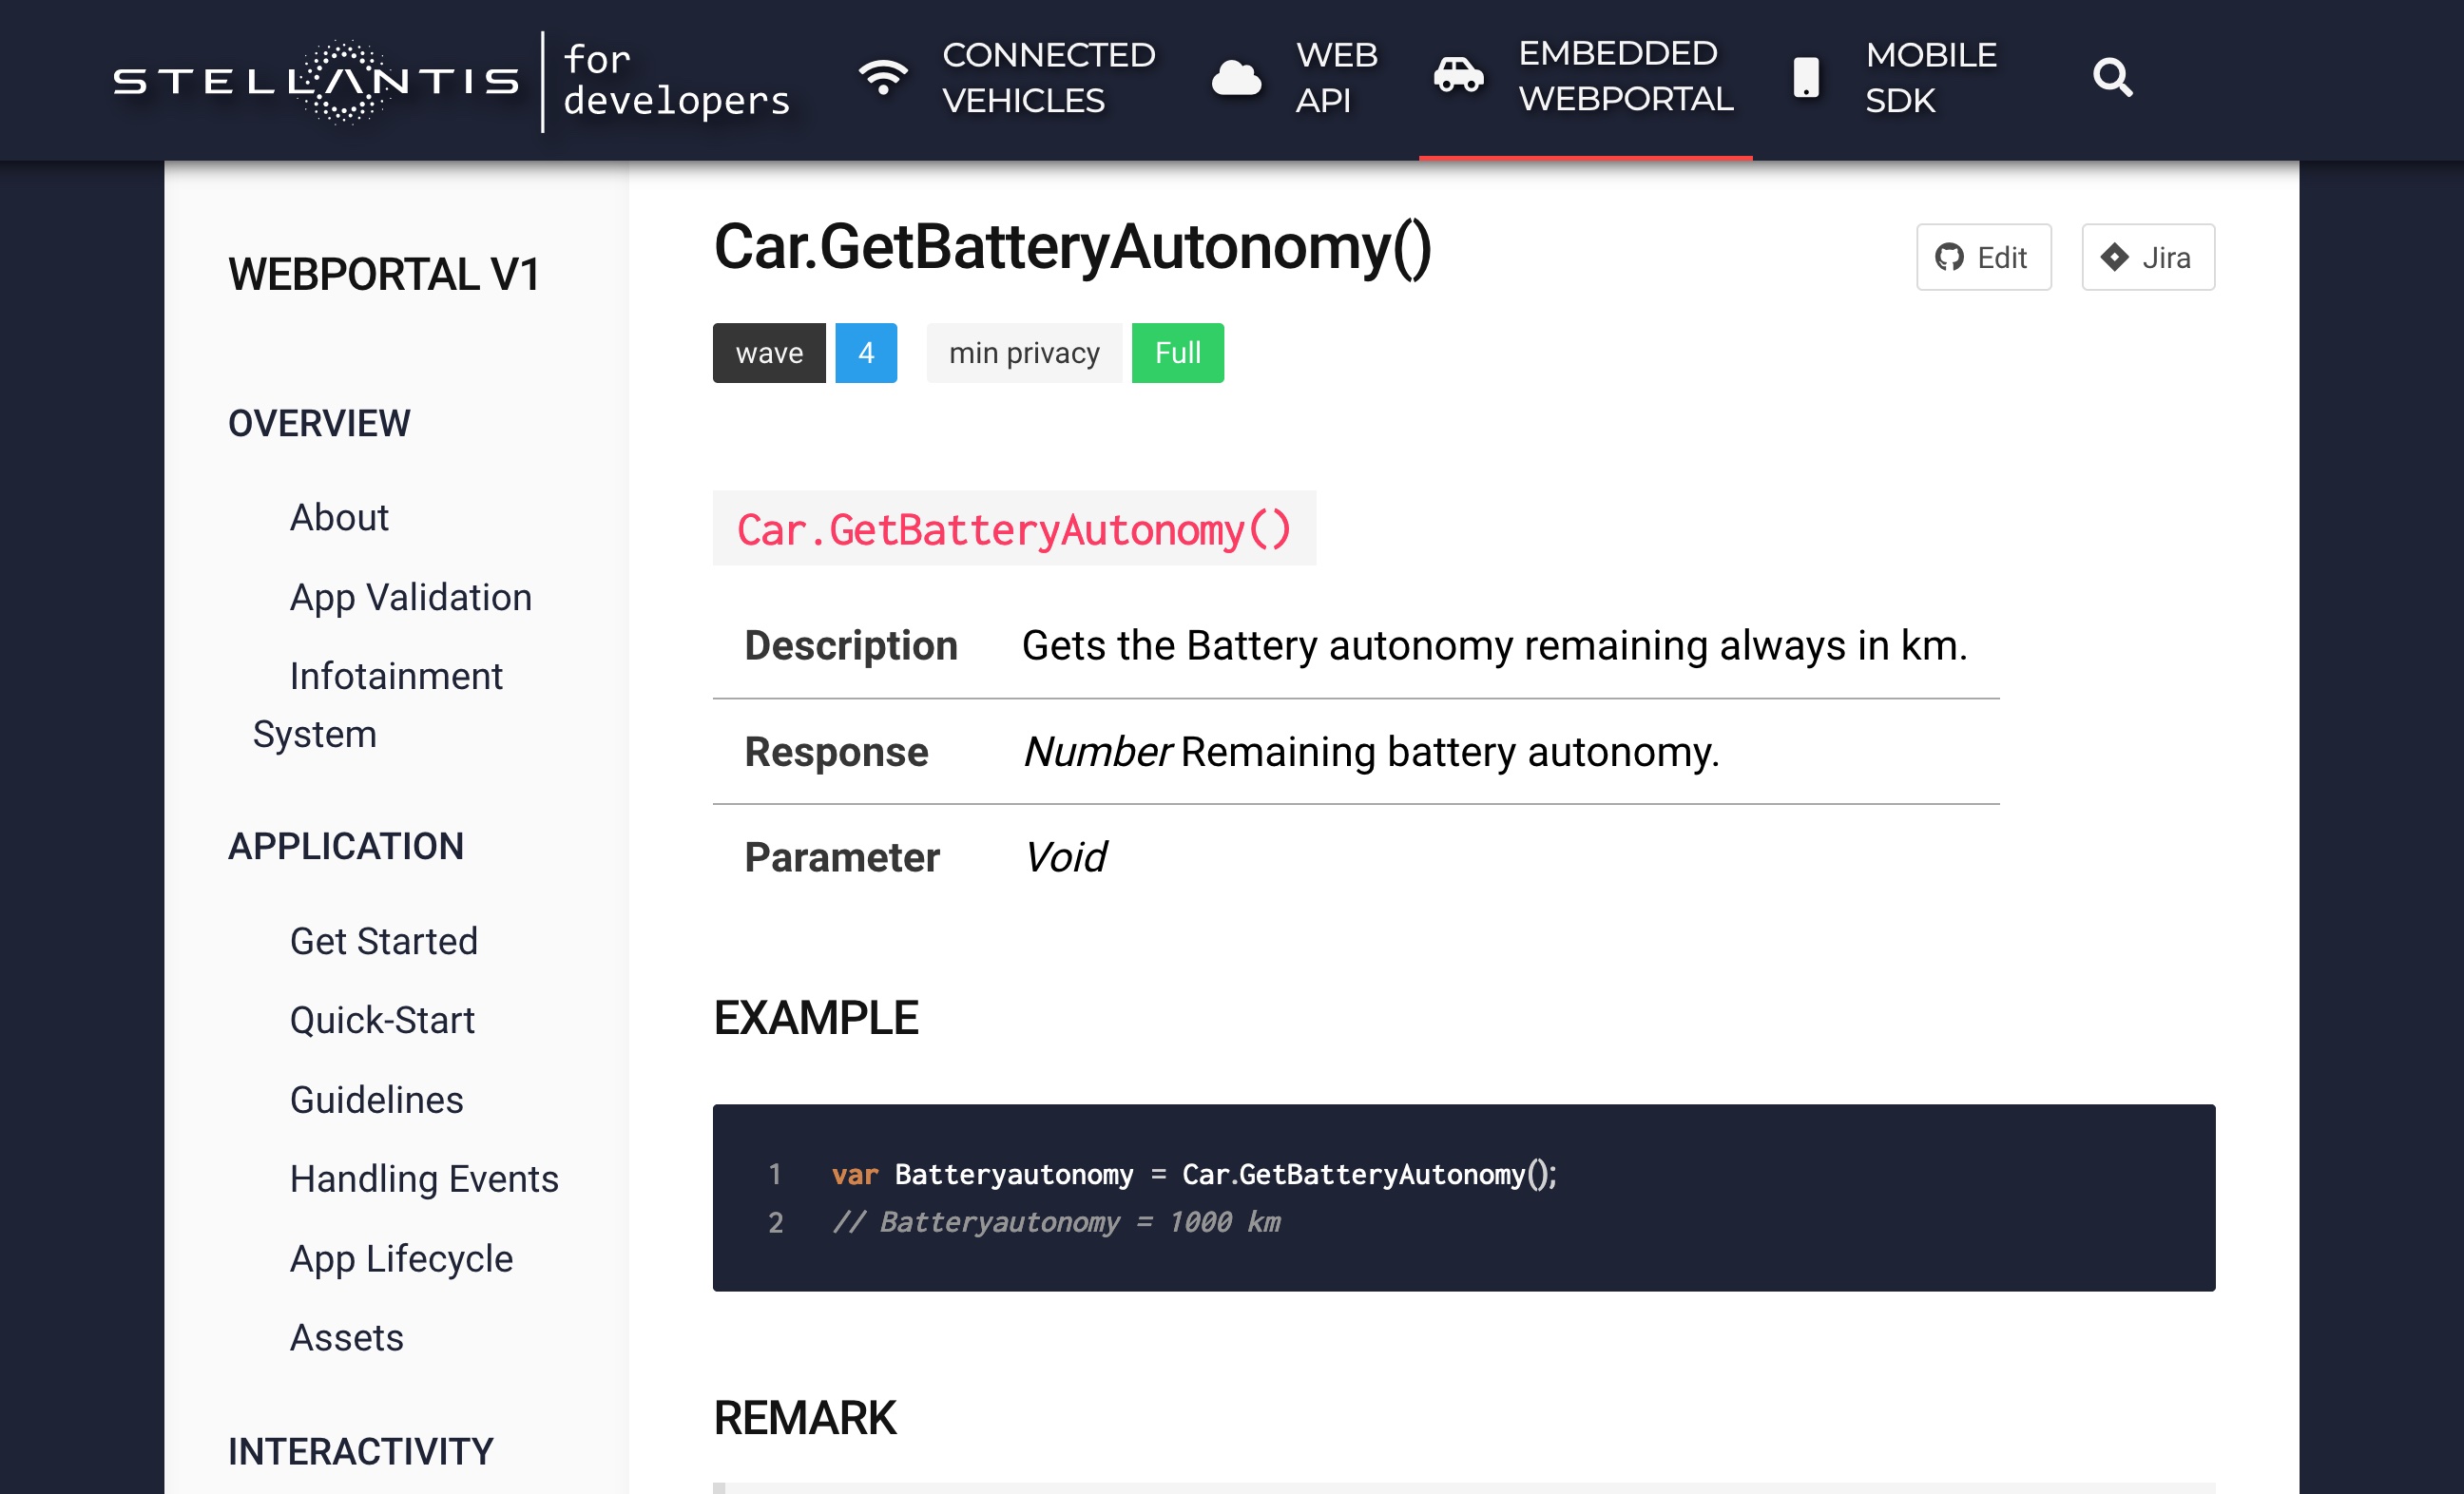 STELLANTIS
for
developers
CONNECTED
VEHICLES
WEB
API
EMBEDDED
WEBPORTAL
MOBILE
SDK
WEBPORTAL V1
OVERVIEW
About
App Validation
Infotainment
System
APPLICATION
Get Started
Quick-Start
Guidelines
Handling Events
App Lifecycle
Assets
INTERACTIVITY
Car.GetBatteryAutonomy()
Edit
Jira
wave 4 min privacy Full
Car.GetBatteryAutonomy()
Description Gets the Battery autonomy remaining always in km.
Response Number Remaining battery autonomy.
Parameter Void
EXAMPLE
1 var Batteryautonomy = Car.GetBatteryAutonomy();
2 // Batteryautonomy = 1000 km
REMARK